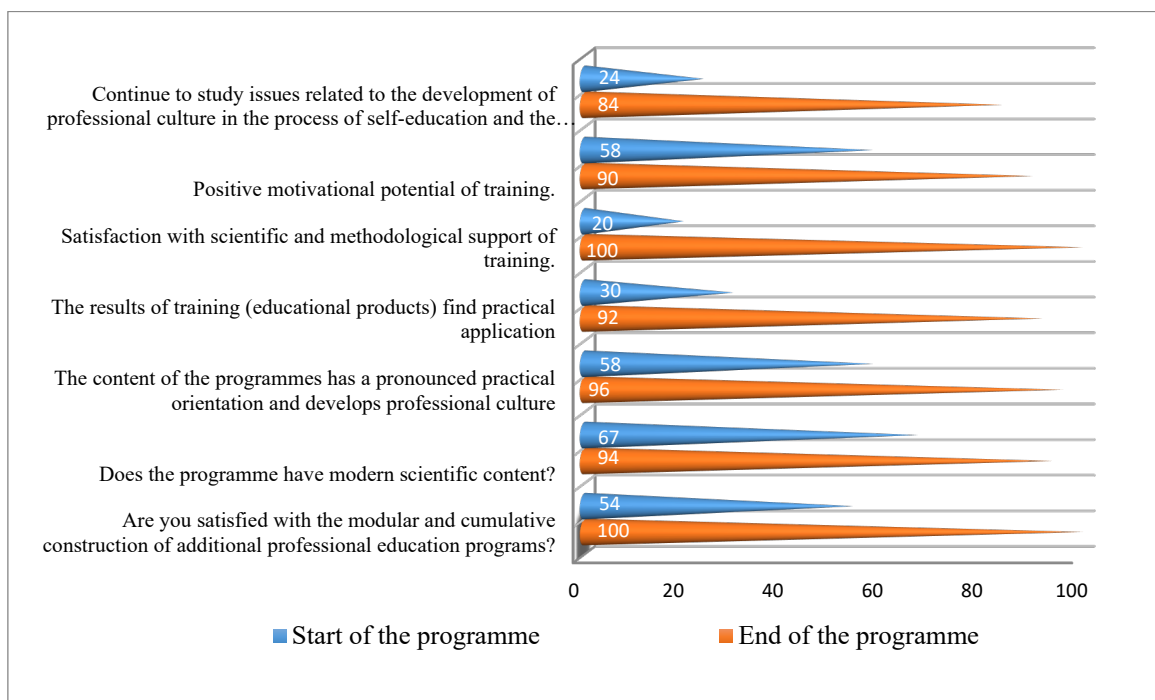 24
Continue to study issues related to the development of
professional culture in the process of self-education and the…
84
58
Positive motivational potential of training.
90
20
Satisfaction with scientific and methodological support of
training.
100
30
The results of training (educational products) find practical
application
92
58
The content of the programmes has a pronounced practical
orientation and develops professional culture
96
67
Does the programme have modern scientific content?
94
54
Are you satisfied with the modular and cumulative
construction of additional professional education programs?
100
0 20 40 60 80 100
Start of the programme End of the programme